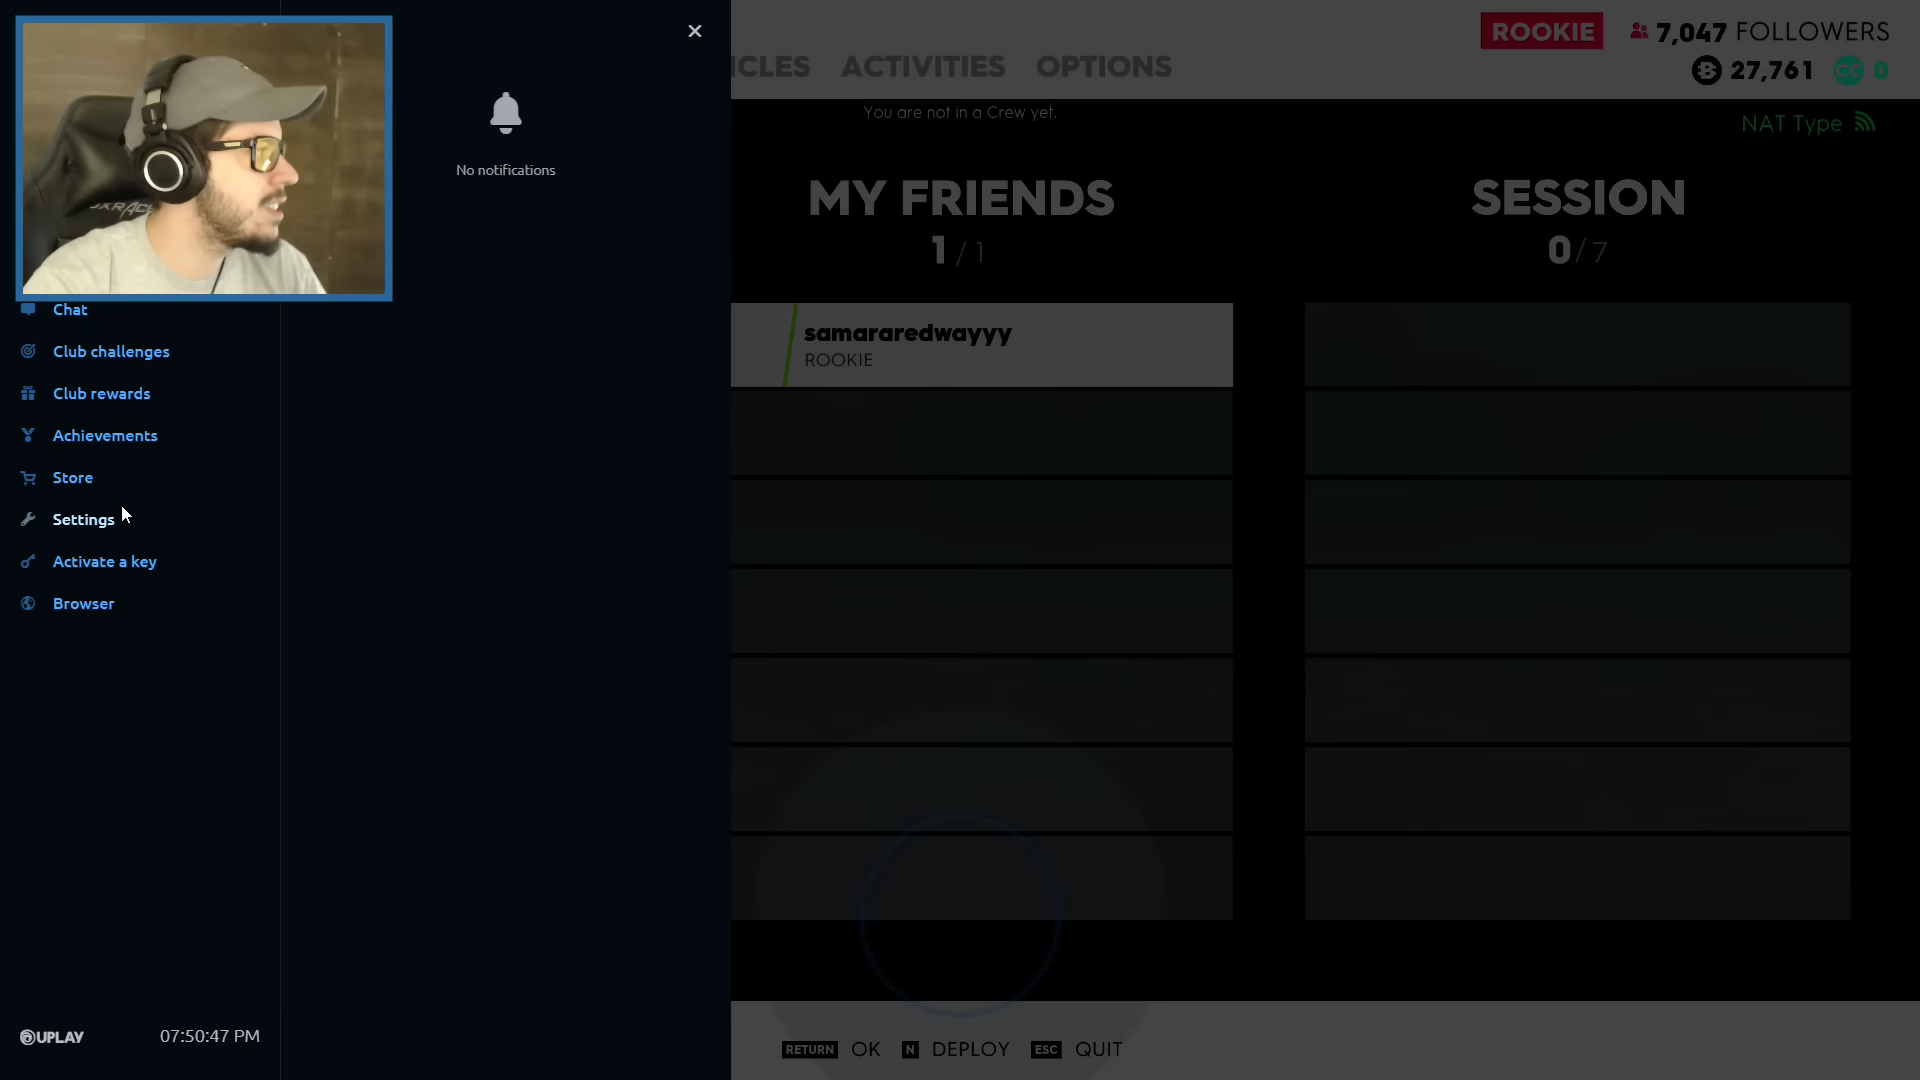 No notifications
Chat
Club challenges
Club rewards
Achievements
Store
Settings
Activate a key
Browser
UPLAY
07:50:47 PM
ROOKIE
7,047 FOLLOWERS
27,761
CC 0
ACTIVITIES OPTIONS
You are not in a Crew yet.
NAT Type
MY FRIENDS
1 / 1
samararedwayyy
ROOKIE
SESSION
0 / 7
RETURN OK N DEPLOY ESC QUIT